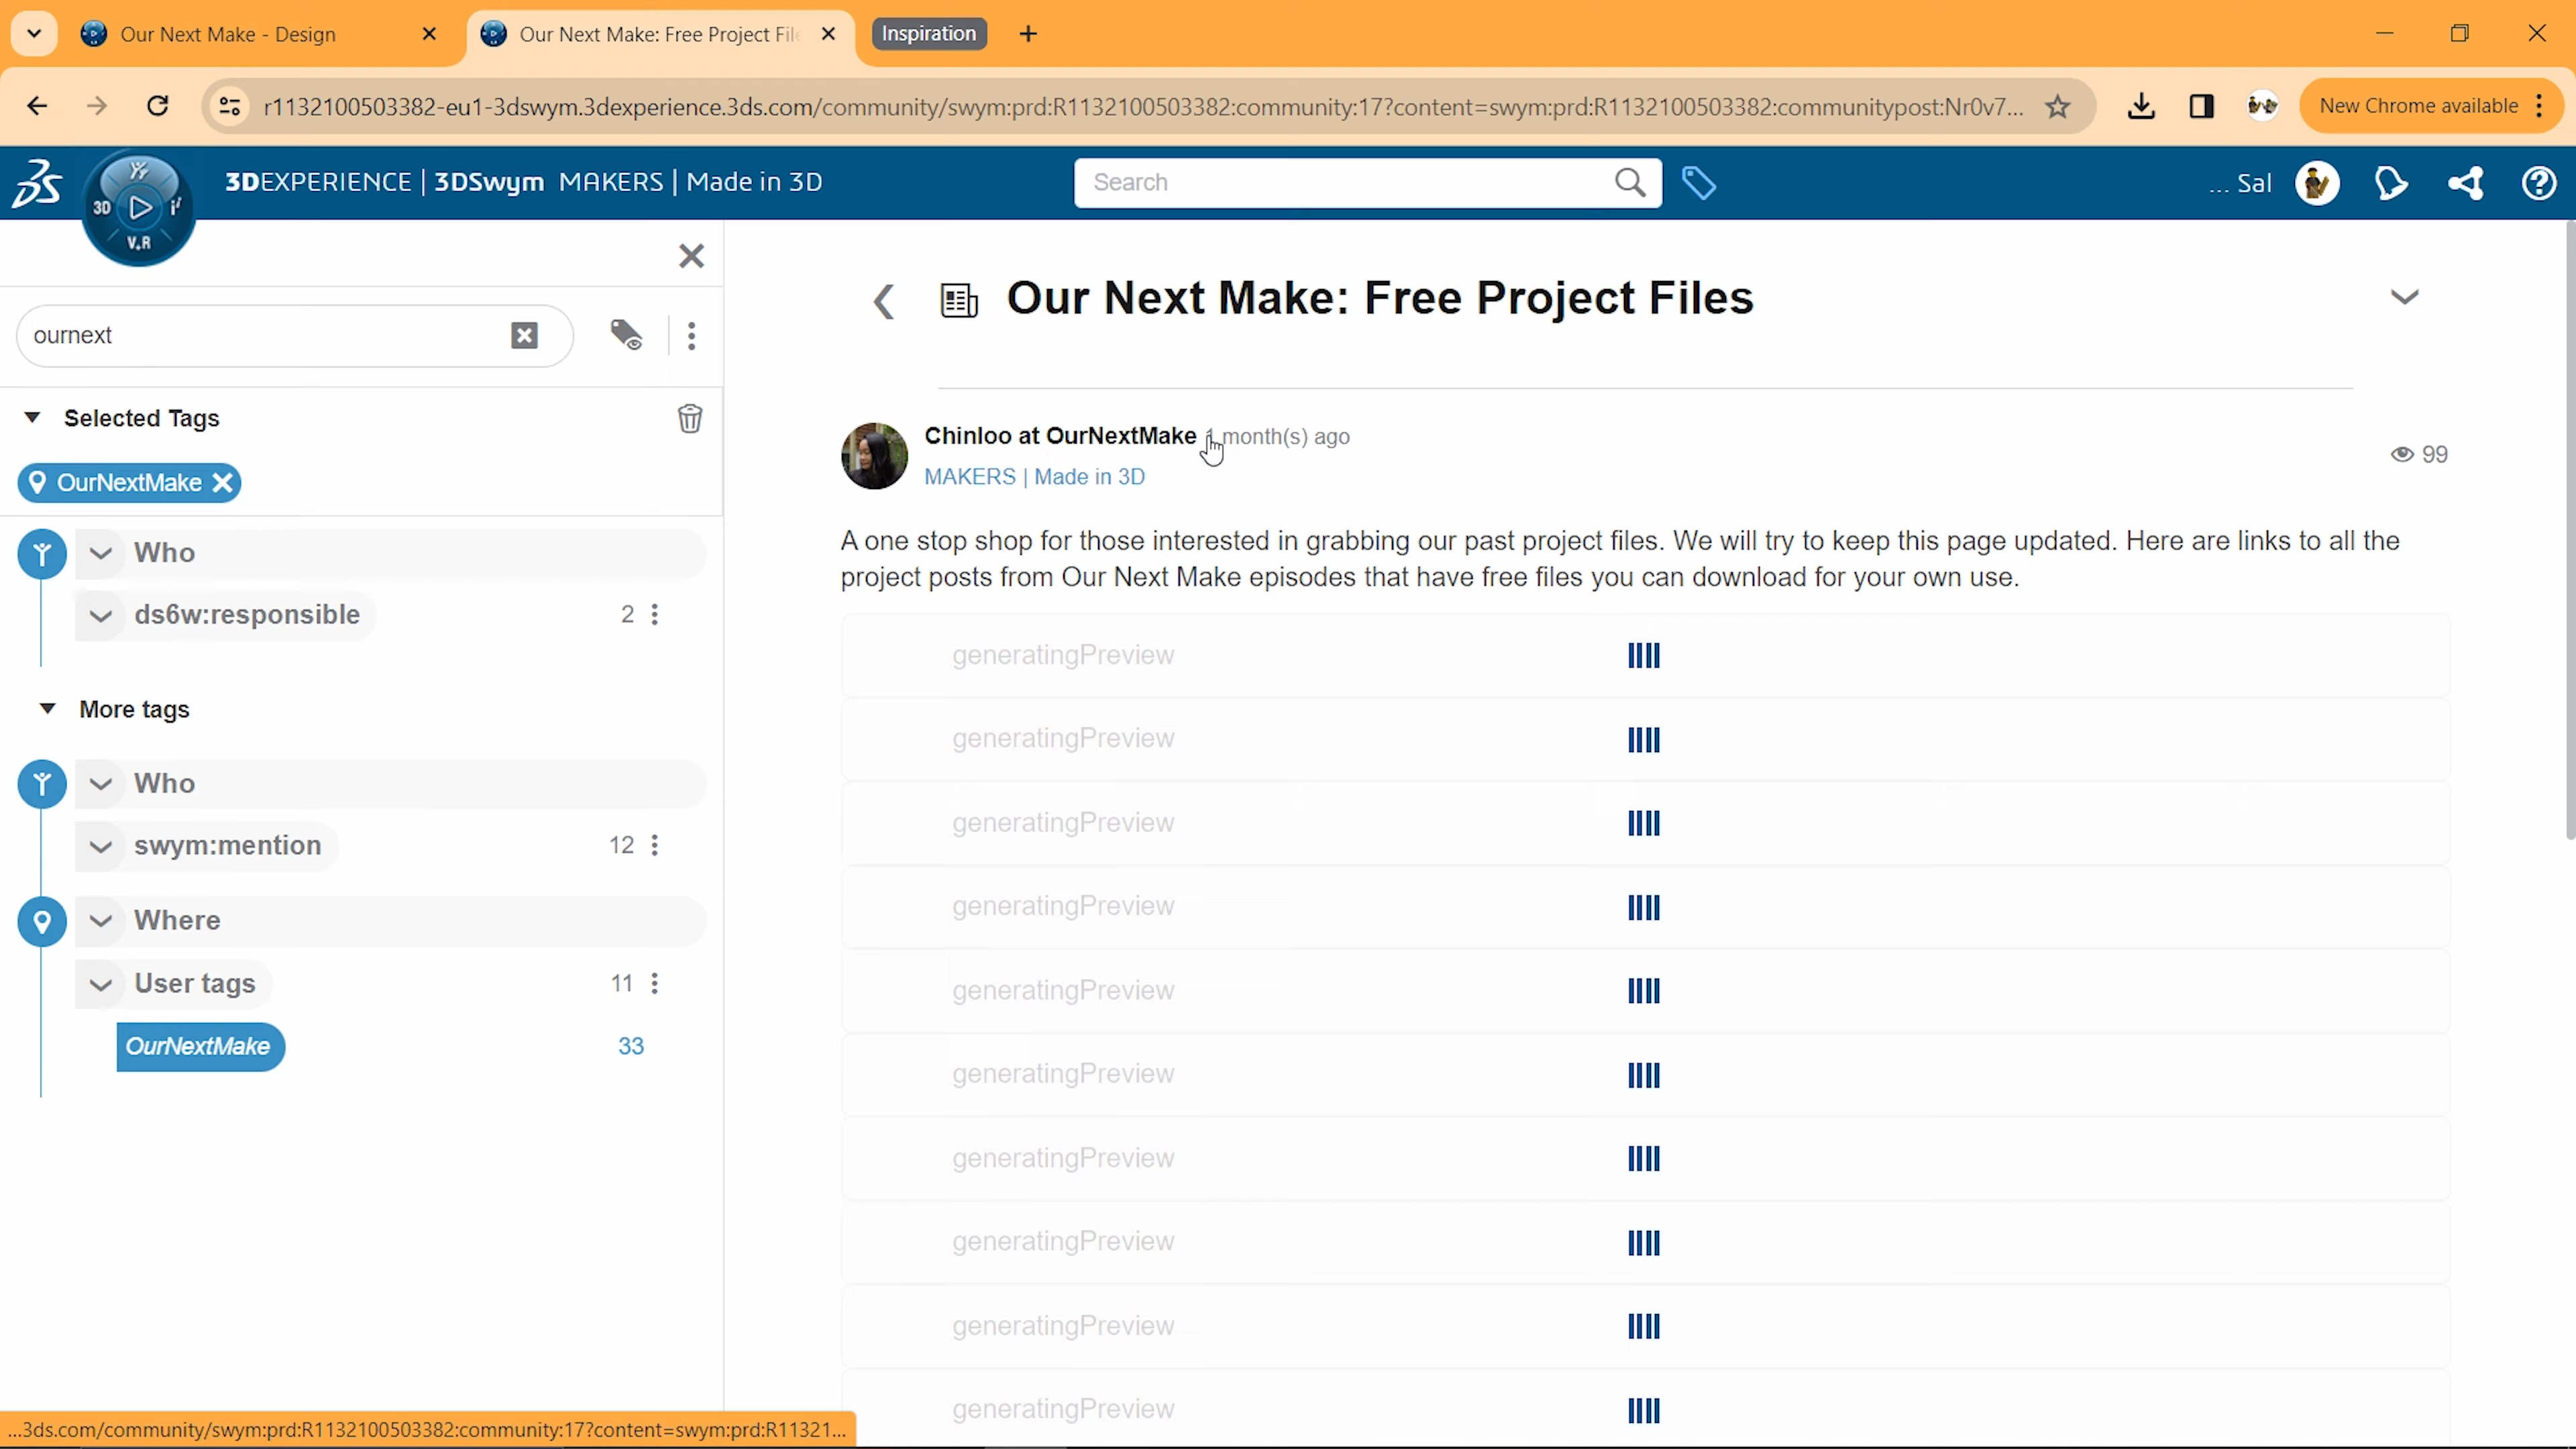 Our Next Make - Design
Our Next Make: Free Project File
Inspiration
r1132100503382-eu1-3dswym.3dexperience.3ds.com/community/swym:prd:R1132100503382:community:17?content=swym:prd:R1132100503382:communitypost:Nr0v7...
New Chrome available
3DEXPERIENCE | 3DSwym MAKERS | Made in 3D
Search
... Sal
3D
V.R
ournext
Our Next Make: Free Project Files
Selected Tags
OurNextMake
Chinloo at OurNextMake 1 month(s) ago
99
MAKERS | Made in 3D
Who
A one stop shop for those interested in grabbing our past project files. We will try to keep this page updated. Here are links to all the
project posts from Our Next Make episodes that have free files you can download for your own use.
ds6w:responsible 2
More tags
Who
swym:mention 12
Where
User tags 11
OurNextMake 33
generatingPreview
generatingPreview
generatingPreview
generatingPreview
generatingPreview
generatingPreview
generatingPreview
generatingPreview
generatingPreview
generatingPreview
...3ds.com/community/swym:prd:R1132100503382:community:17?content=swym:prd:R11321...